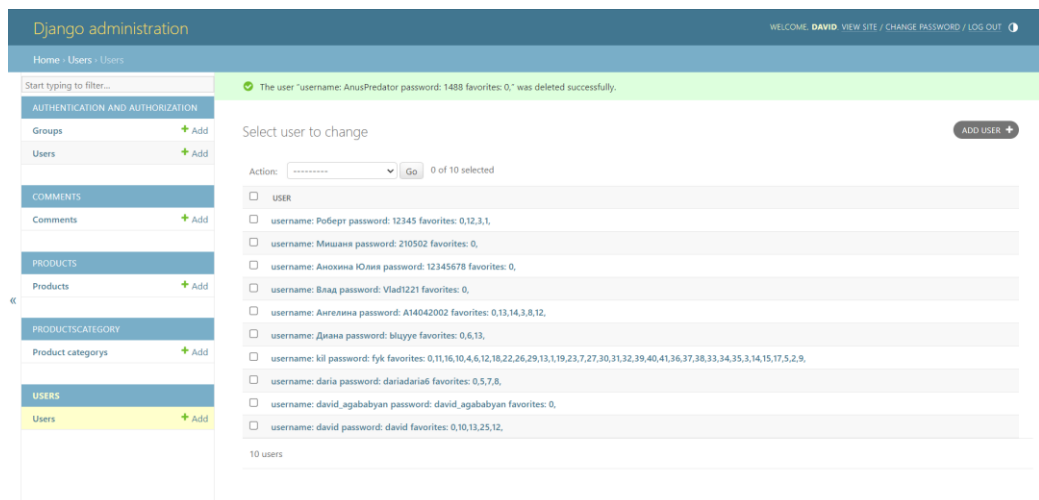 Django administration
WELCOME, DAVID. VIEW SITE / CHANGE PASSWORD / LOG OUT
Home › Users › Users
Start typing to filter...
AUTHENTICATION AND AUTHORIZATION
Groups + Add
Users + Add
COMMENTS
Comments + Add
PRODUCTS
Products + Add
«
PRODUCTSCATEGORY
Product categorys + Add
USERS
Users + Add
The user "username: AnusPredator password: 1488 favorites: 0," was deleted successfully.
Select user to change
ADD USER +
Action: --------- Go 0 of 10 selected
USER
username: Роберт password: 12345 favorites: 0,12,3,1,
username: Мишаня password: 210502 favorites: 0,
username: Анохина Юлия password: 12345678 favorites: 0,
username: Влад password: Vlad1221 favorites: 0,
username: Ангелина password: A14042002 favorites: 0,13,14,3,8,12,
username: Диана password: Ыцууе favorites: 0,6,13,
username: kil password: fyk favorites: 0,11,16,10,4,6,12,18,22,26,29,13,1,19,23,7,27,30,31,32,39,40,41,36,37,38,33,34,35,3,14,15,17,5,2,9,
username: daria password: dariadaria6 favorites: 0,5,7,8,
username: david_agababyan password: david_agababyan favorites: 0,
username: david password: david favorites: 0,10,13,25,12,
10 users